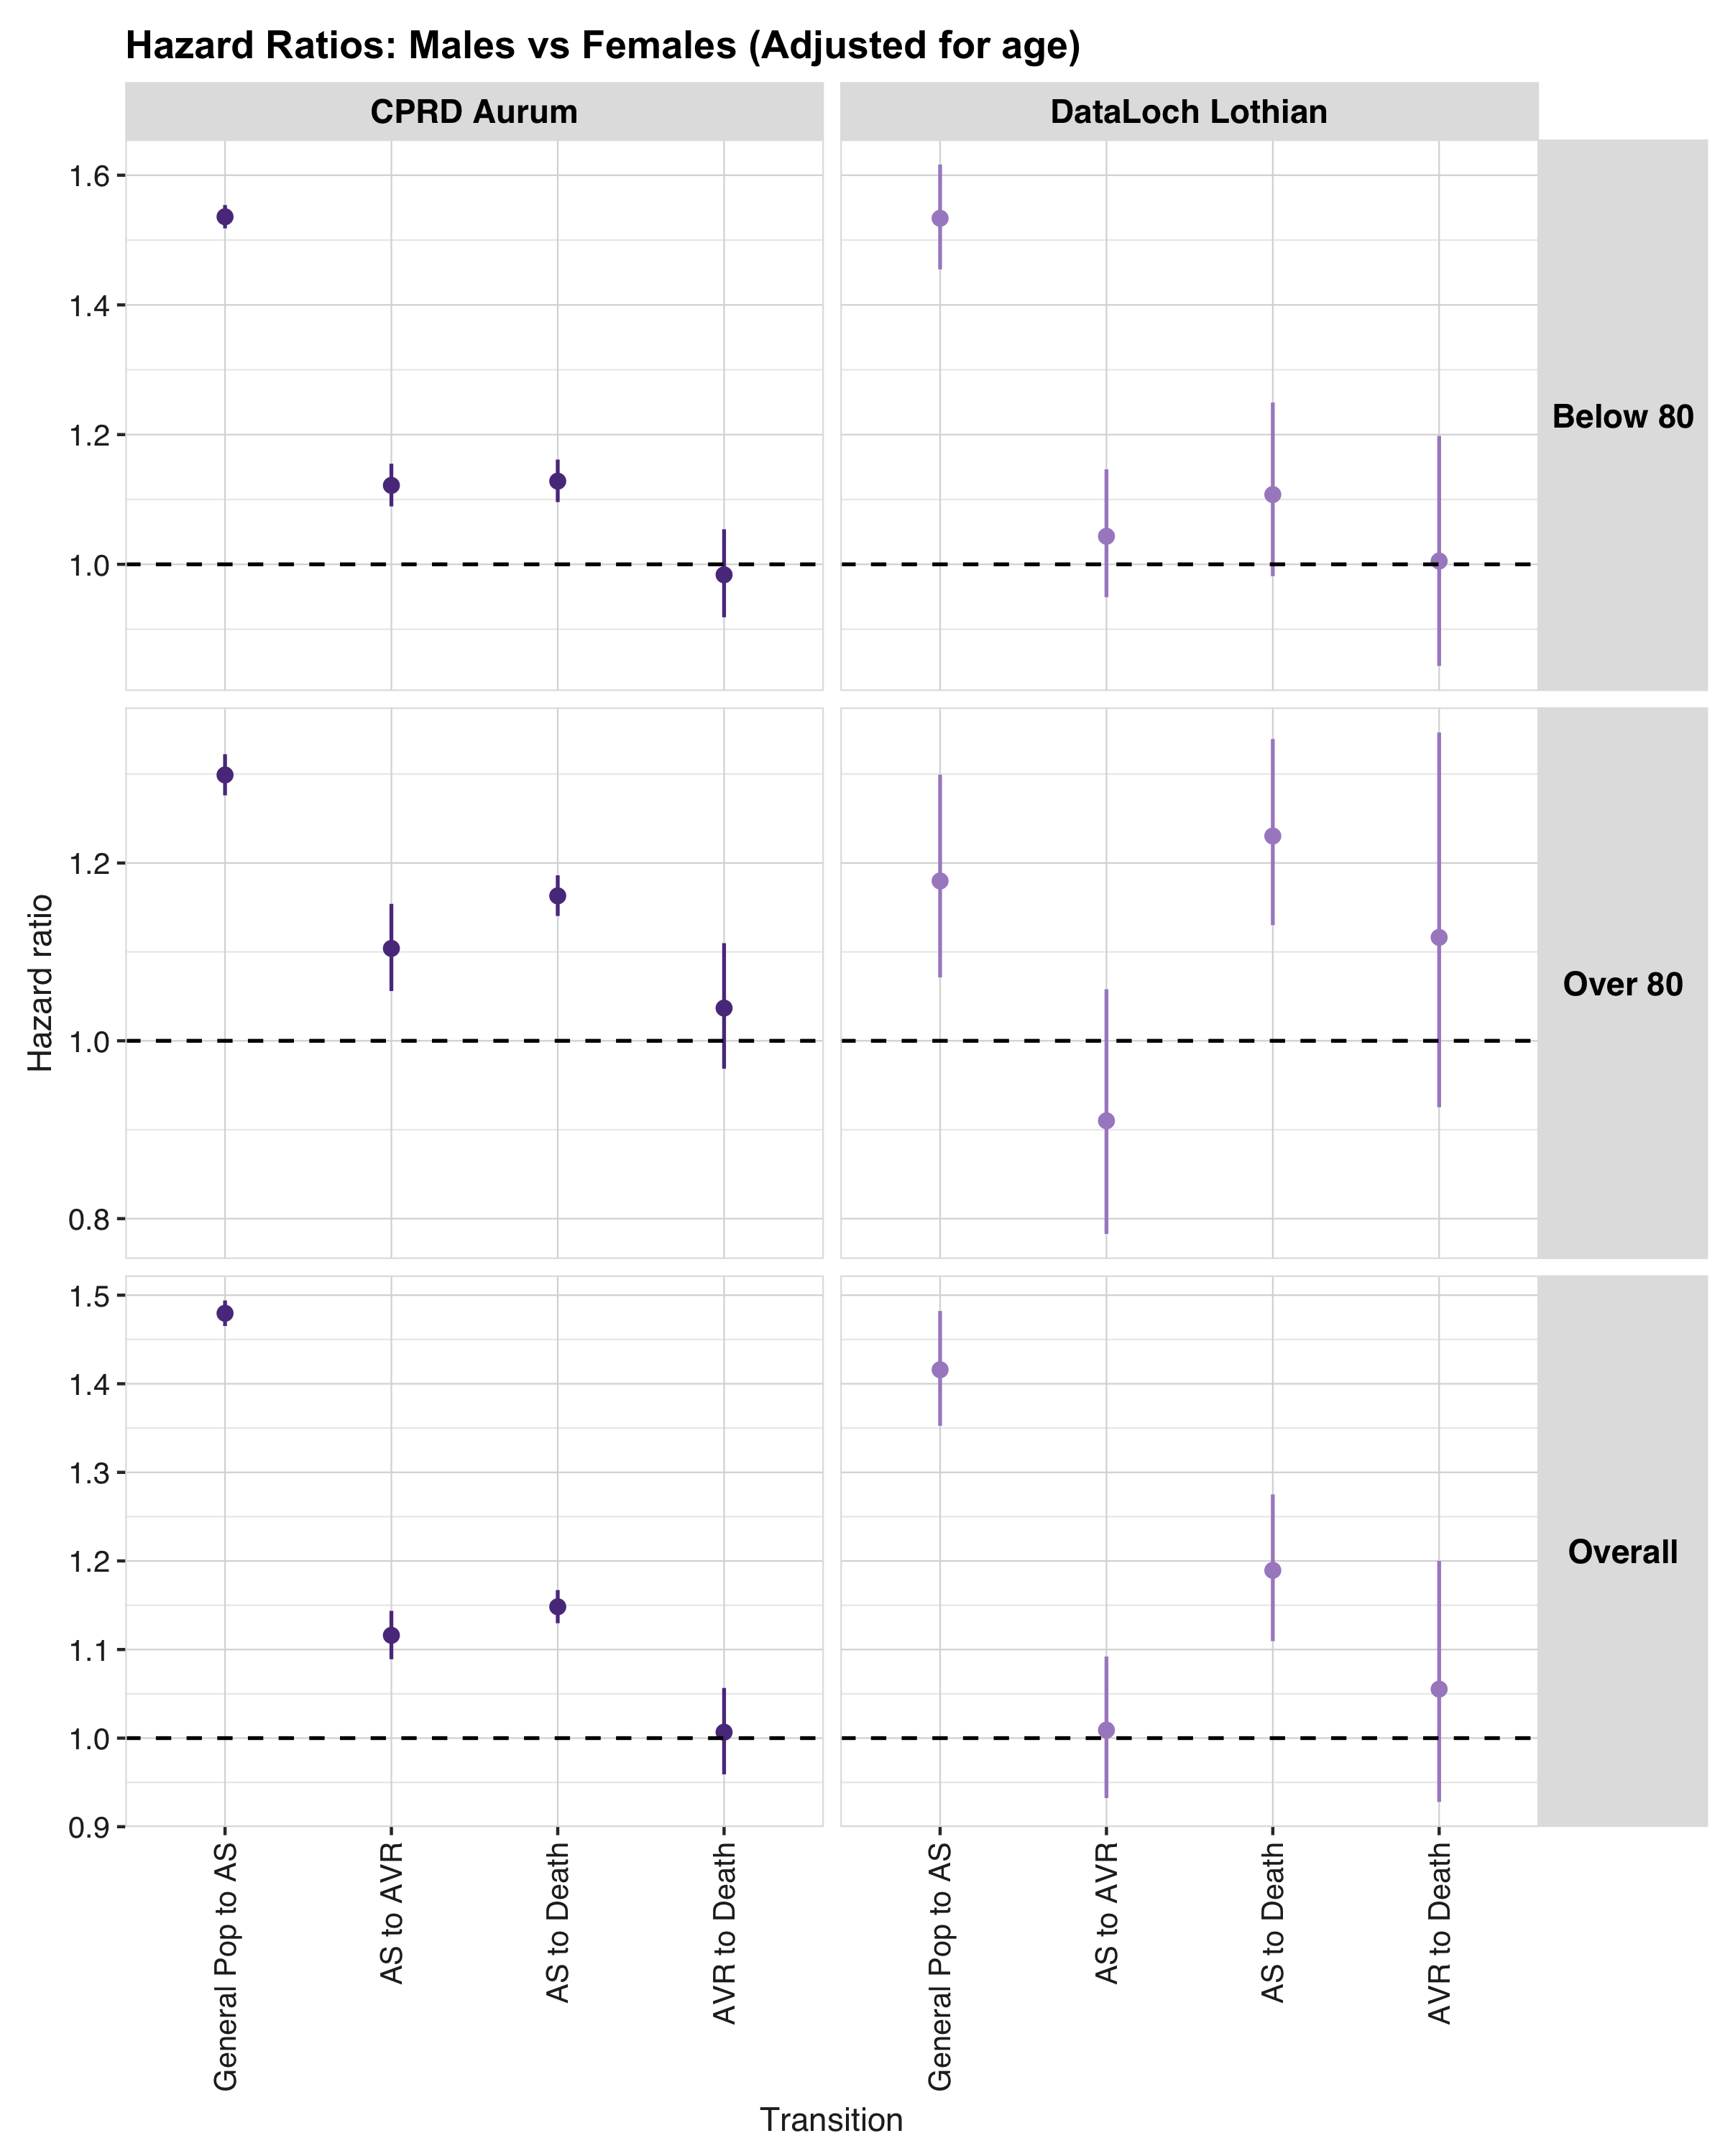 Hazard Ratios: Males vs Females (Adjusted for age)
CPRD Aurum
DataLoch Lothian
1.6
1.4
1.2
1.0
Below 80
1.2
1.0
0.8
Over 80
1.5
1.4
1.3
1.2
1.1
1.0
0.9
Overall
Hazard ratio
General Pop to AS
AS to AVR
AS to Death
AVR to Death
General Pop to AS
AS to AVR
AS to Death
AVR to Death
Transition